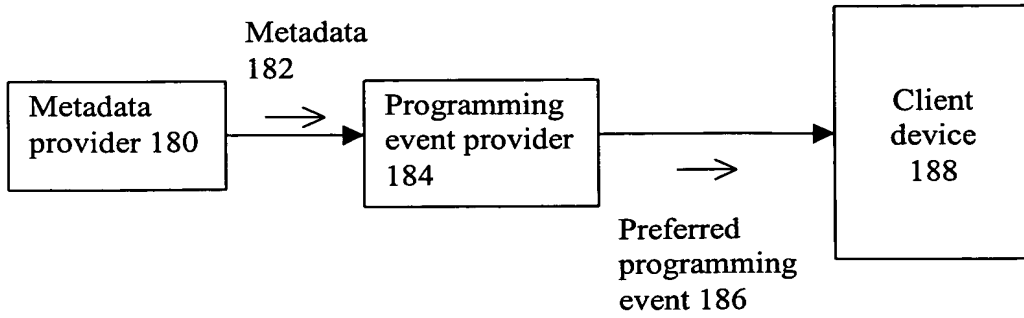 Metadata
182
Metadata
provider 180
Programming
event provider
184
Client
device
188
Preferred
programming
event 186